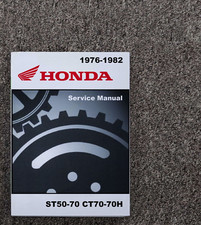 1976-1982
HONDA
Service Manual
ST50-70 CT70-70H